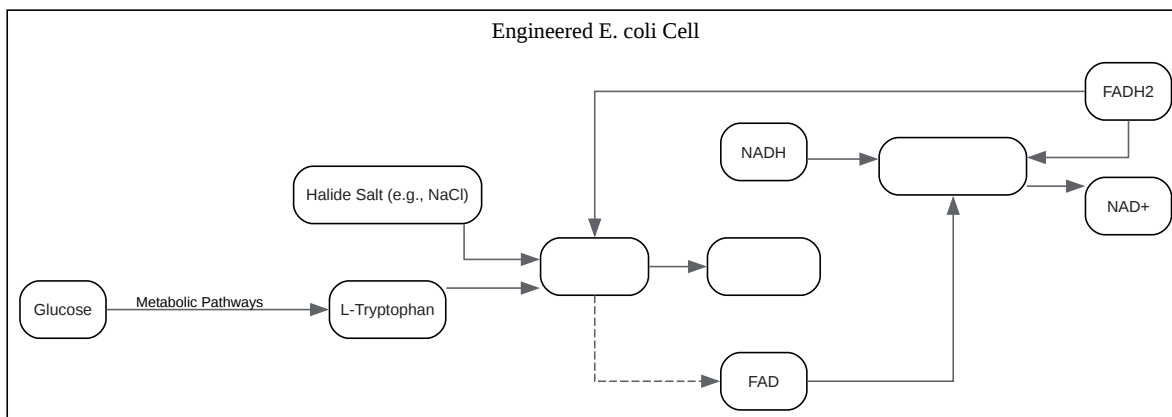 Engineered E. coli Cell
FADH2
NADH
Halide Salt (e.g., NaCl)
NAD+
Glucose
Metabolic Pathways
L-Tryptophan
FAD